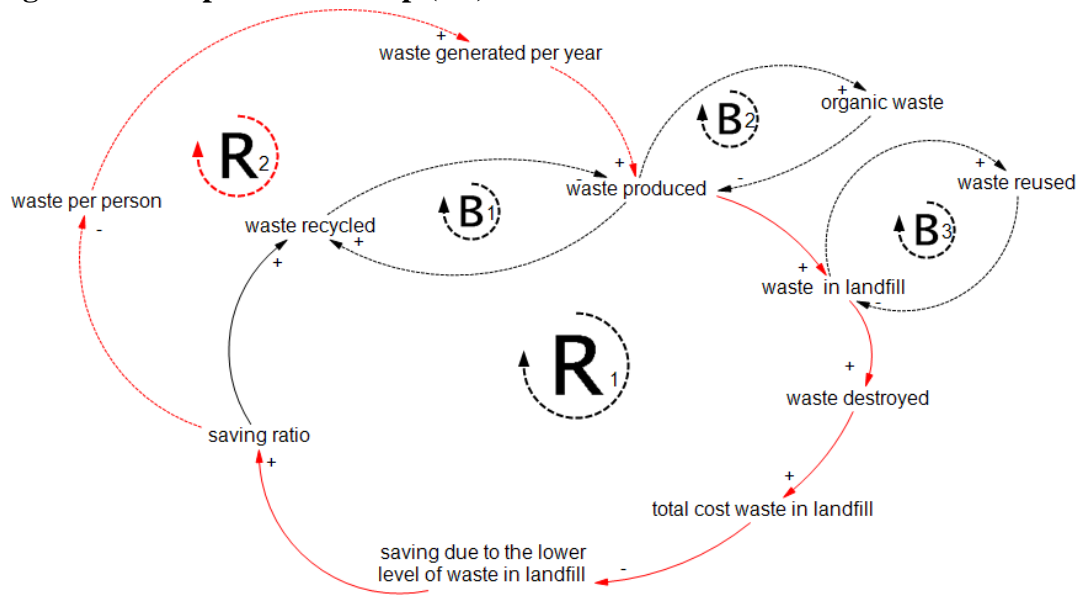 waste generated per year
+
organic waste
+
B2
R2
+
-
waste produced
-
+
waste reused
waste per person
-
waste recycled
+
B1
B3
+
+
waste in landfill
-
R1
+
waste destroyed
saving ratio
+
+
total cost waste in landfill
saving due to the lower
level of waste in landfill
-